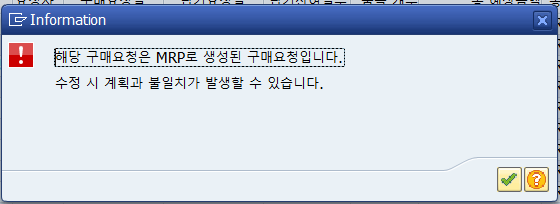 Information
해당 구매요청은 MRP로 생성된 구매요청입니다.
수정 시 계획과 불일치가 발생할 수 있습니다.